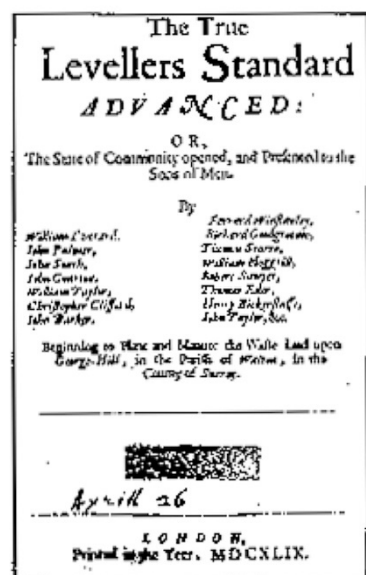 The True
Levellers Standard
ADVANCED:
OR,
The State of Community opened, and Presented to the
Sons of Men.
By
William Everard,
John Palmer,
John South,
John Courton,
William Taylor,
Christopher Clifford,
John Barker,
Jerrard Winstanley,
Richard Goodgroome,
Thomas Starre,
William Hoggrill,
Robert Sawyer,
Thomas Eder,
Henry Bickerstaffe,
John Taylor, &c.
Beginning to Plant and Manure the Waste land upon
George-Hill, in the Parish of Walton, in the
County of Surrey.
Aprill 26
LONDON,
Printed in the Yeer, MDCXLIX.